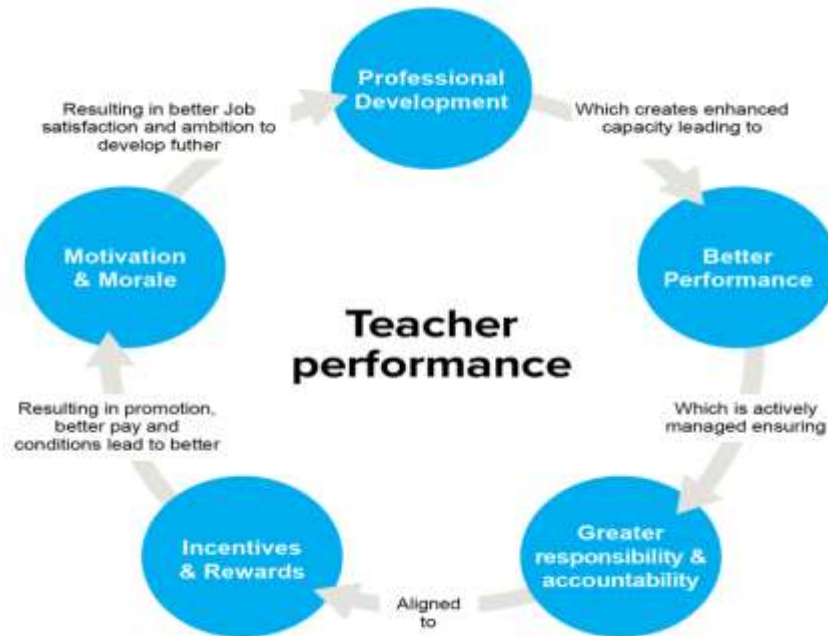 Professional
Development
Which creates enhanced
capacity leading to
Better
Performance
Which is actively
managed ensuring
Greater
responsibility &
accountability
Aligned
to
Incentives
& Rewards
Resulting in promotion,
better pay and
conditions lead to better
Motivation
& Morale
Resulting in better Job
satisfaction and ambition to
develop futher
Teacher
performance